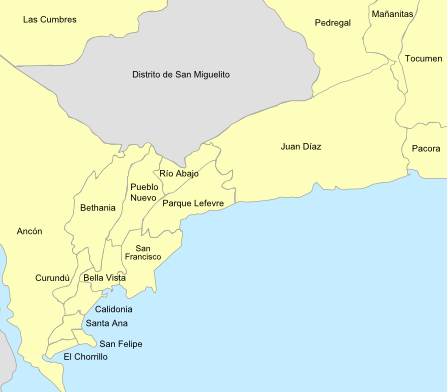 Mañanitas
Las Cumbres
Pedregal
Tocumen
Distrito de San Miguelito
Juan Díaz
Pacora
Río Abajo
Pueblo
Nuevo
Parque Lefevre
Bethania
Ancón
San
Francisco
Curundú
Bella Vista
Calidonia
Santa Ana
San Felipe
El Chorrillo